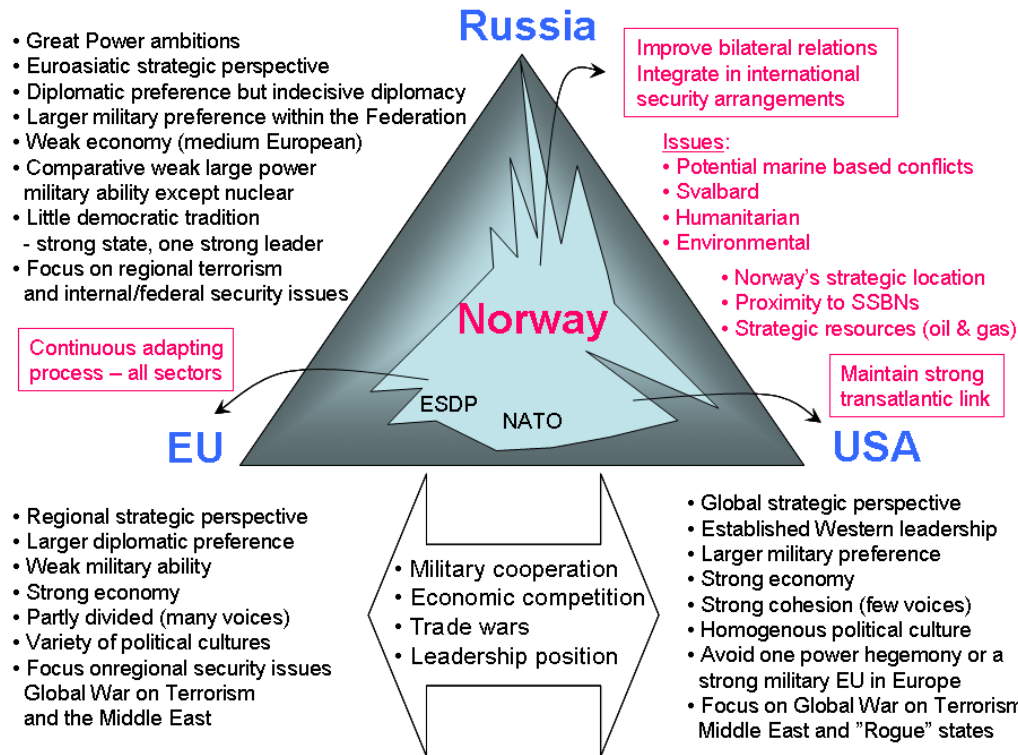 Russia
• Great Power ambitions
• Euroasiatic strategic perspective
• Diplomatic preference but indecisive diplomacy
• Larger military preference within the Federation
• Weak economy (medium European)
• Comparative weak large power
military ability except nuclear
• Little democratic tradition
- strong state, one strong leader
• Focus on regional terrorism
and internal/federal security issues
Improve bilateral relations
Integrate in international
security arrangements
Issues:
• Potential marine based conflicts
• Svalbard
• Humanitarian
• Environmental
• Norway's strategic location
• Proximity to SSBNs
• Strategic resources (oil & gas)
Norway
Continuous adapting
process – all sectors
ESDP
NATO
Maintain strong
transatlantic link
EU
USA
• Regional strategic perspective
• Larger diplomatic preference
• Weak military ability
• Strong economy
• Partly divided (many voices)
• Variety of political cultures
• Focus onregional security issues
Global War on Terrorism
and the Middle East
• Military cooperation
• Economic competition
• Trade wars
• Leadership position
• Global strategic perspective
• Established Western leadership
• Larger military preference
• Strong economy
• Strong cohesion (few voices)
• Homogenous political culture
• Avoid one power hegemony or a
strong military EU in Europe
• Focus on Global War on Terrorism
Middle East and ”Rogue” states